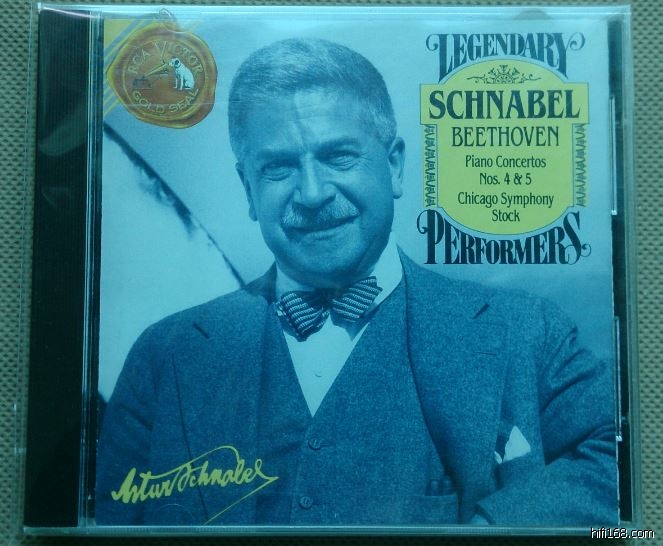 RCA VICTOR
GOLD SEAL
LEGENDARY
SCHNABEL
BEETHOVEN
Piano Concertos
Nos. 4 & 5
Chicago Symphony
Stock
PERFORMERS
Artur Schnabel
hifi168.com